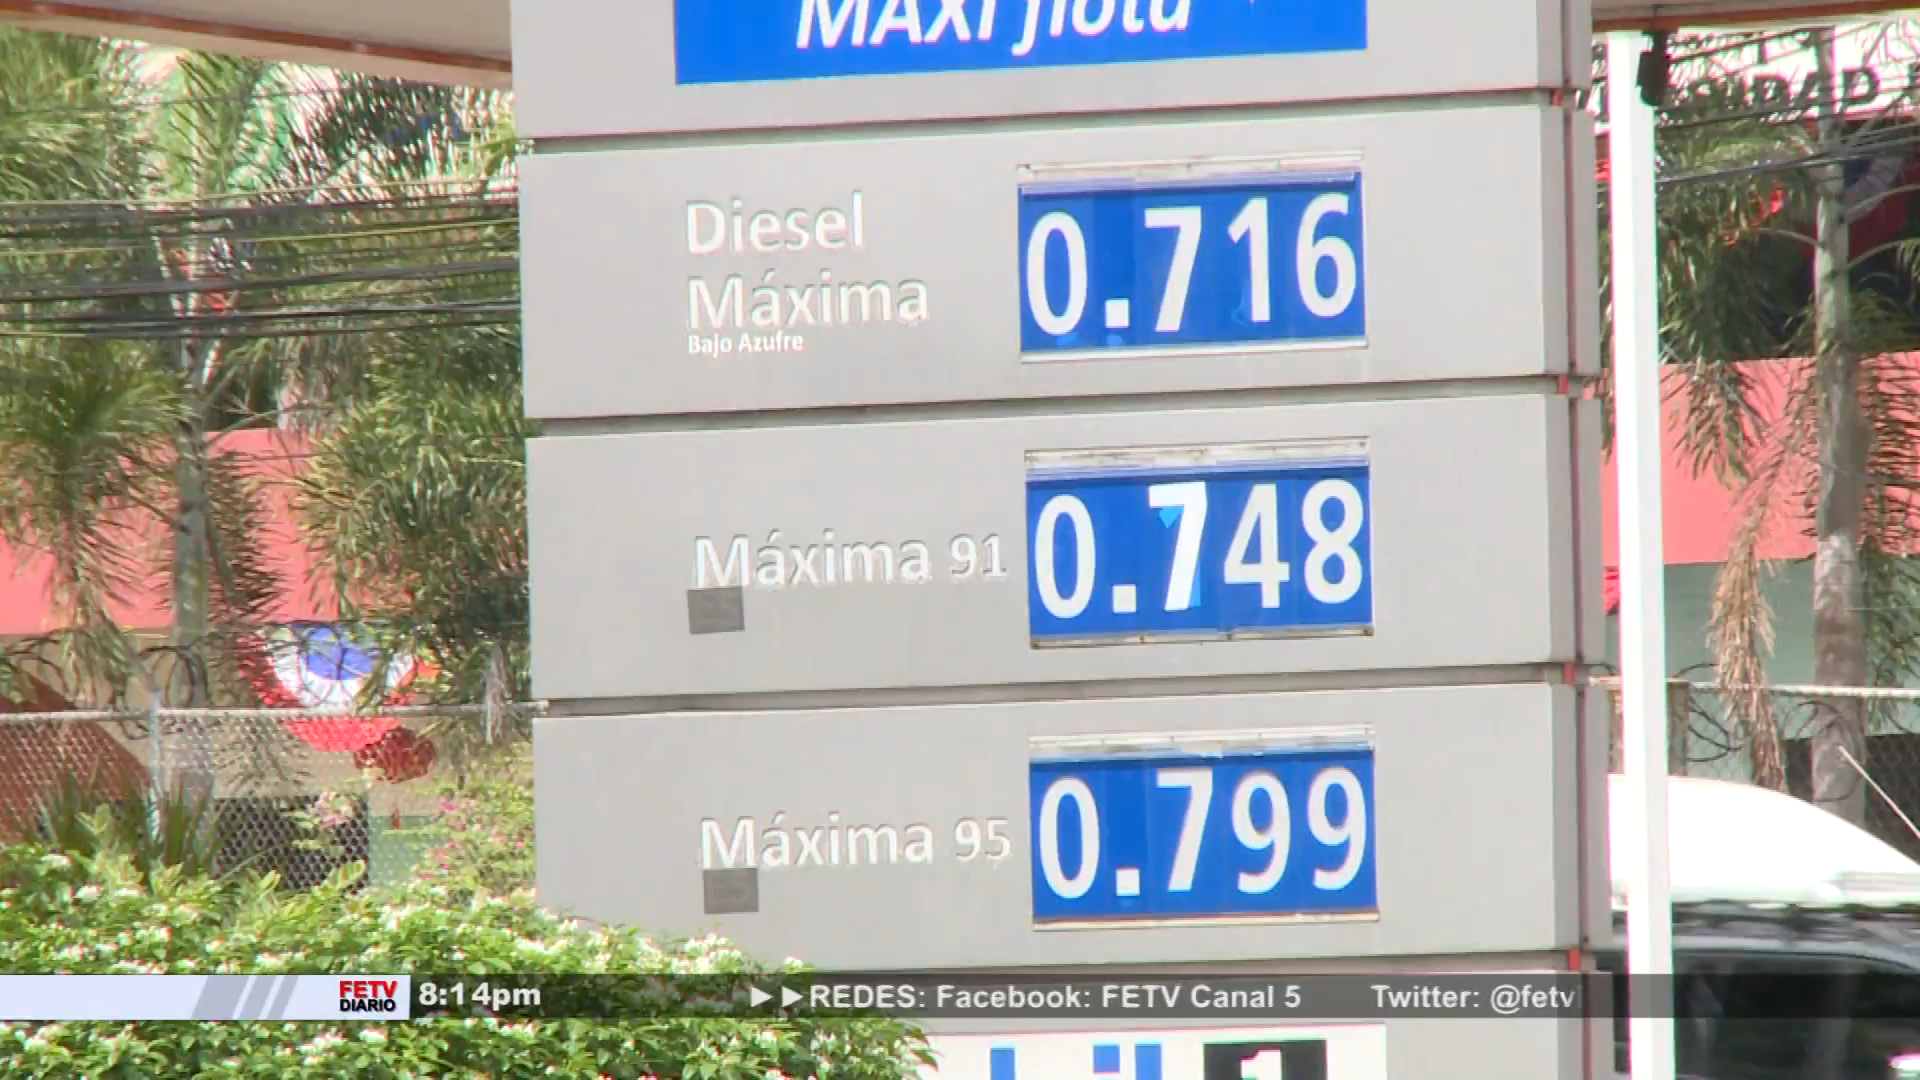 MAXI flota
Diesel
Máxima
Bajo Azufre
0.716
Máxima 91
0.748
Máxima 95
0.799
FETV
DIARIO
8:14pm
REDES: Facebook: FETV Canal 5
Twitter: @fetv